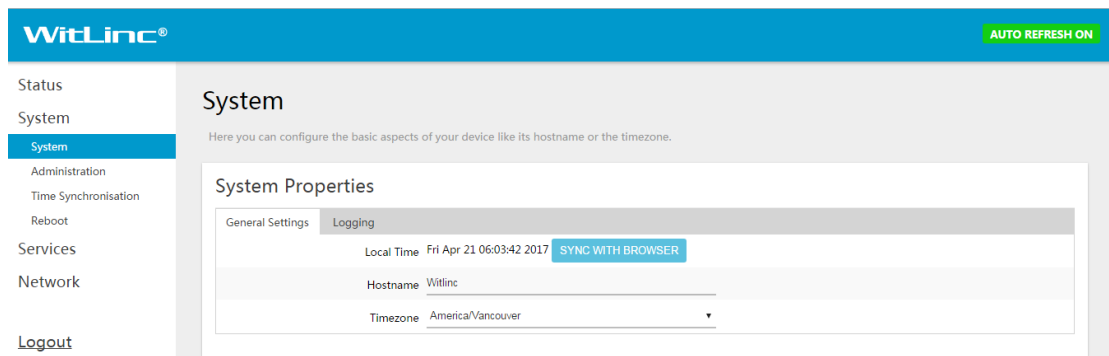 WitLinc®
AUTO REFRESH ON
Status
System
System
Administration
Time Synchronisation
Reboot
Services
Network
Logout
System
Here you can configure the basic aspects of your device like its hostname or the timezone.
System Properties
General Settings Logging
Local Time Fri Apr 21 06:03:42 2017 SYNC WITH BROWSER
Hostname Witlinc
Timezone America/Vancouver